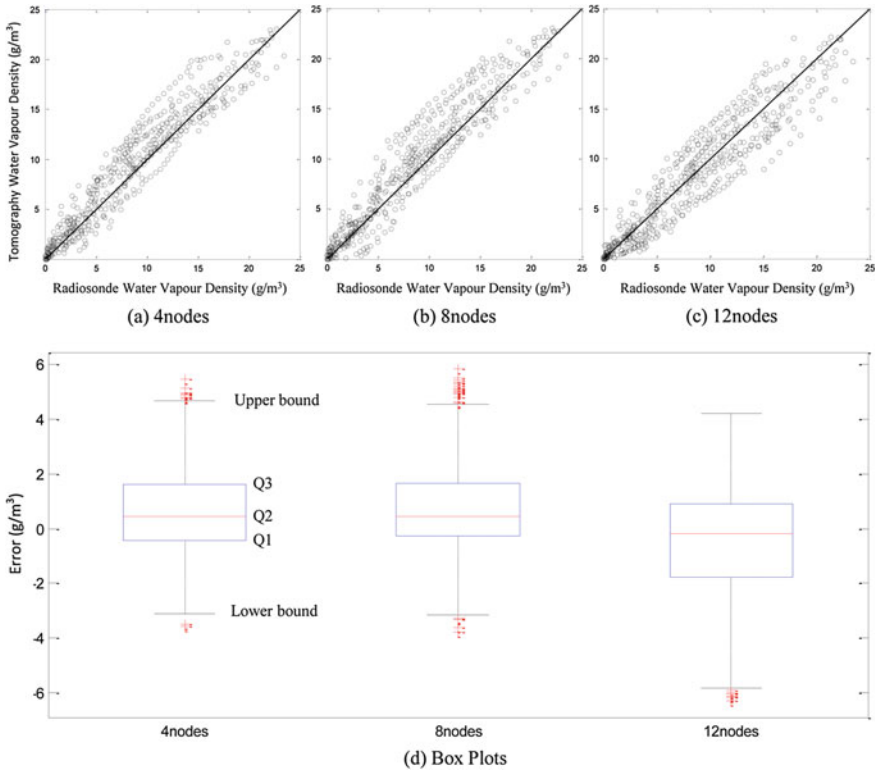 Tomography Water Vapour Density (g/m³)
25
20
15
10
5
0
5
10
15
20
25
Radiosonde Water Vapour Density (g/m³)
(a) 4nodes
25
20
15
10
5
0
5
10
15
20
25
Radiosonde Water Vapour Density (g/m³)
(b) 8nodes
25
20
15
10
5
0
5
10
15
20
25
Radiosonde Water Vapour Density (g/m³)
(c) 12nodes
Error (g/m³)
6
4
2
0
-2
-4
-6
Upper bound
Q3
Q2
Q1
Lower bound
4nodes
8nodes
12nodes
(d) Box Plots